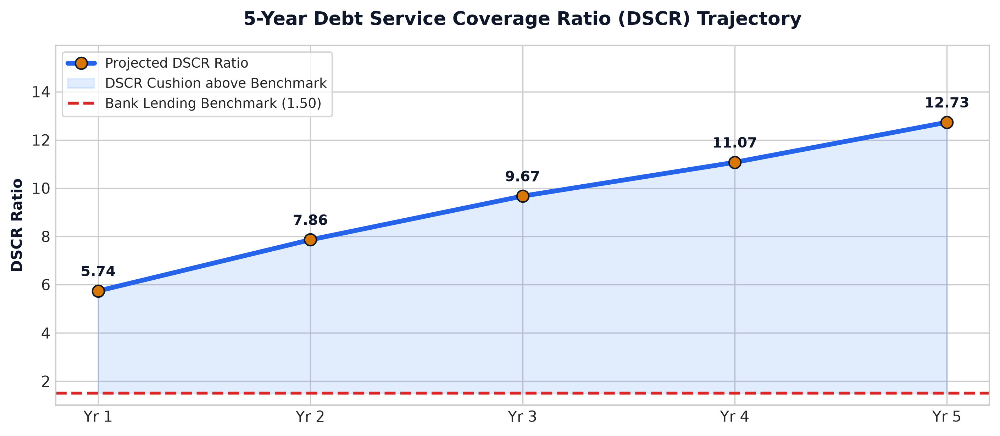 5-Year Debt Service Coverage Ratio (DSCR) Trajectory
Projected DSCR Ratio
DSCR Cushion above Benchmark
Bank Lending Benchmark (1.50)
DSCR Ratio
14
12
10
8
6
4
2
5.74
7.86
9.67
11.07
12.73
Yr 1
Yr 2
Yr 3
Yr 4
Yr 5